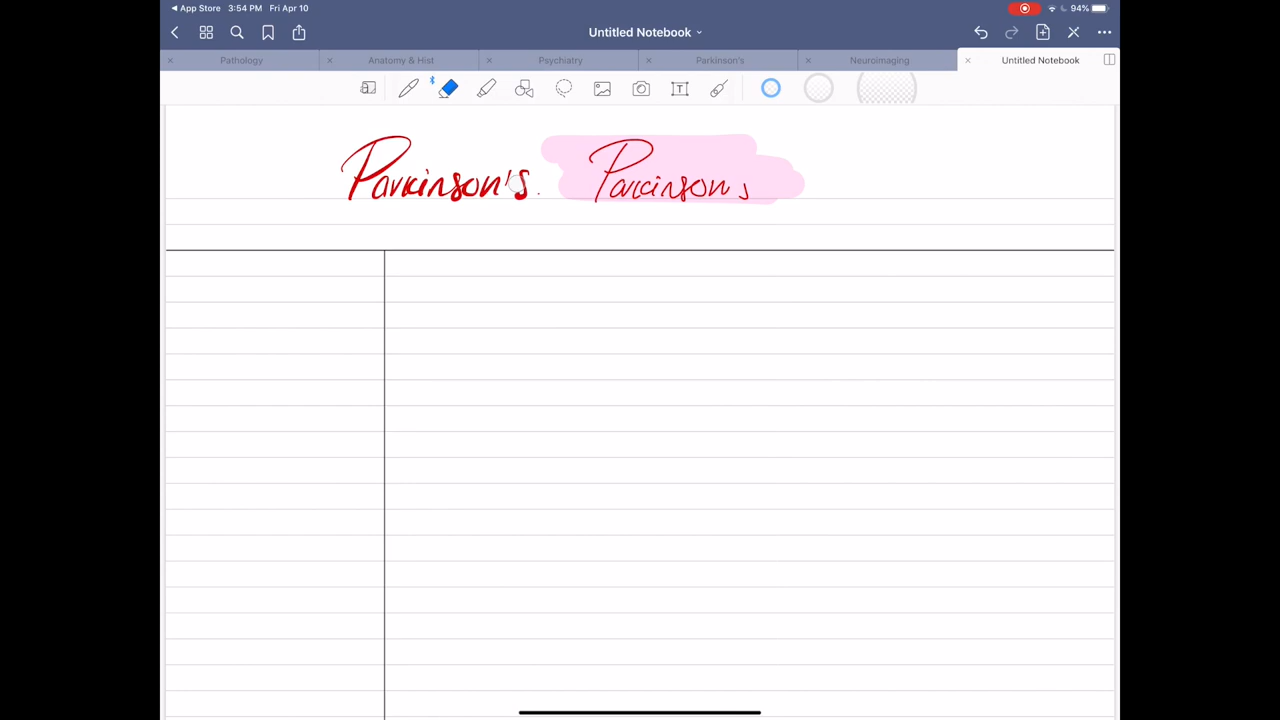 App Store 3:54 PM Fri Apr 10 94%
Untitled Notebook
Pathology Anatomy & Hist Psychiatry Parkinson's Neuroimaging Untitled Notebook
T
Parkinson's. Parcinson s